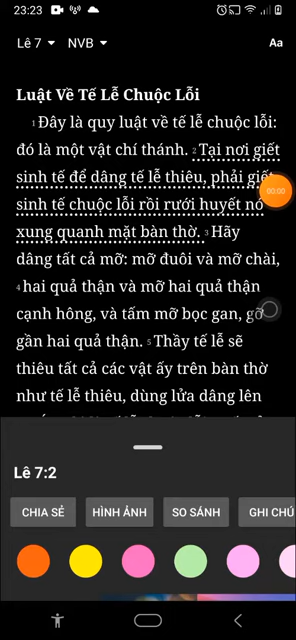 23:23
Lê 7 NVB Aa
Luật Về Tế Lễ Chuộc Lỗi
1 Đây là quy luật về tế lễ chuộc lỗi:
đó là một vật chí thánh. 2 Tại nơi giết
sinh tế để dâng tế lễ thiêu, phải giết
00:00
sinh tế chuộc lỗi rồi rưới huyết nó
xung quanh mặt bàn thờ. 3 Hãy
dâng tất cả mỡ: mỡ đuôi và mỡ chài,
4 hai quả thận và mỡ hai quả thận
cạnh hông, và tấm mỡ bọc gan, gỡ
gần hai quả thận. 5 Thầy tế lễ sẽ
thiêu tất cả các vật ấy trên bàn thờ
như tế lễ thiêu, dùng lửa dâng lên
Lê 7:2
CHIA SẺ HÌNH ẢNH SO SÁNH GHI CHÚ